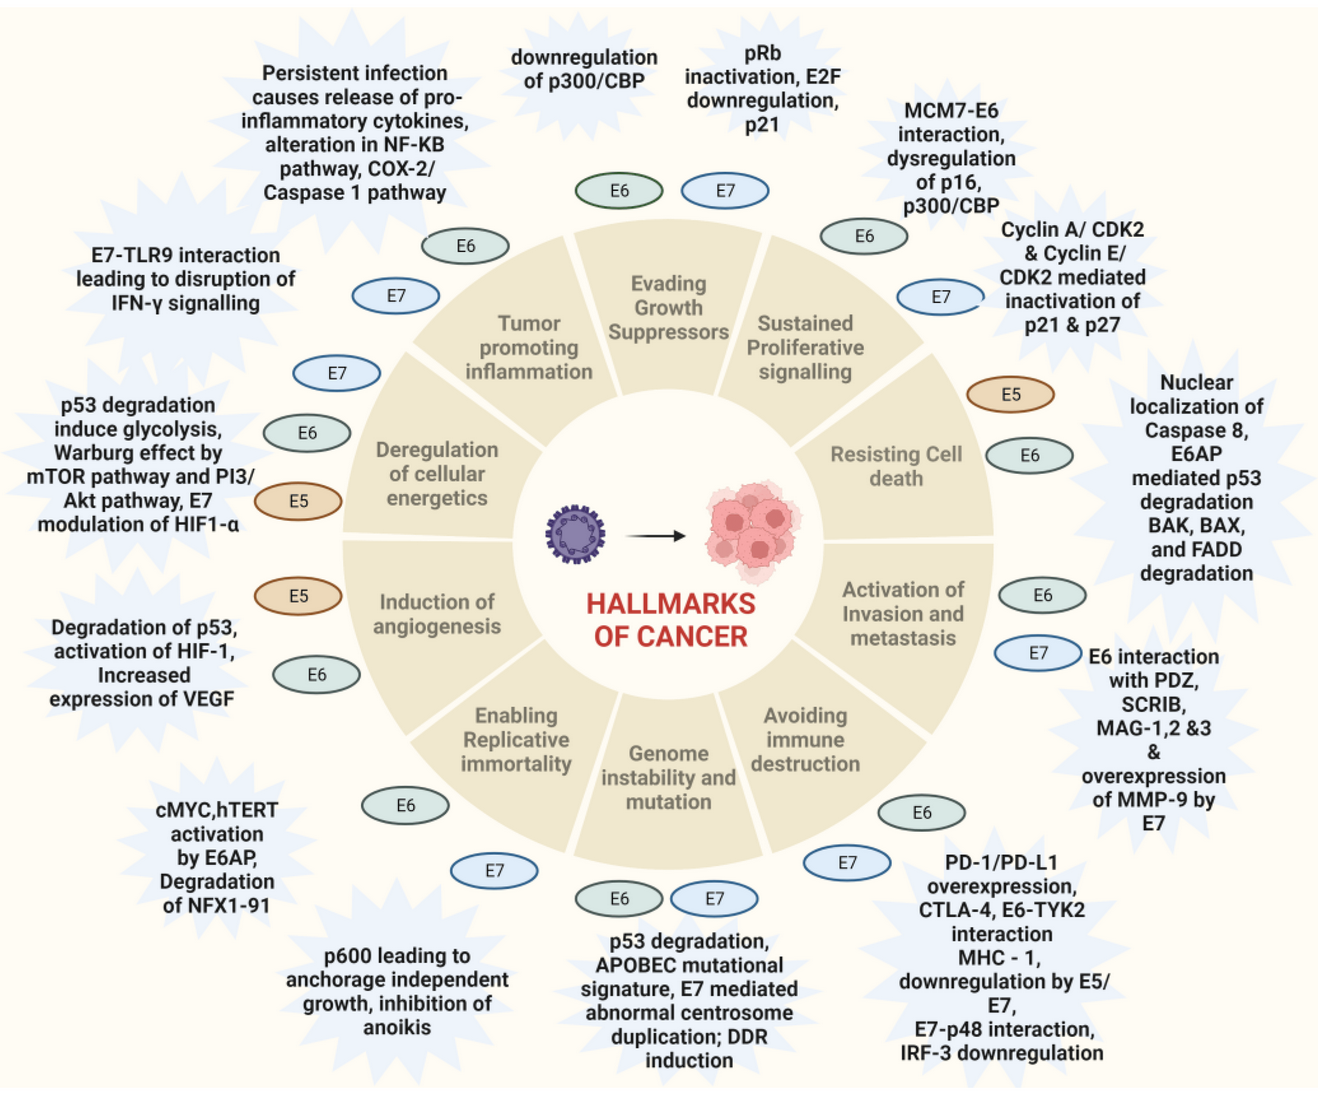 Persistent infection
causes release of pro-
inflammatory cytokines,
alteration in NF-KB
pathway, COX-2/
Caspase 1 pathway
downregulation
of p300/CBP
pRb
inactivation, E2F
downregulation,
p21
MCM7-E6
interaction,
dysregulation
of p16,
p300/CBP
Cyclin A/ CDK2
& Cyclin E/
CDK2 mediated
inactivation of
p21 & p27
E7-TLR9 interaction
leading to disruption of
IFN-γ signalling
E6
E7
E6
E7
E6
E7
Evading
Growth
Suppressors
Tumor
promoting
inflammation
Sustained
Proliferative
signalling
E7
E6
E5
p53 degradation
induce glycolysis,
Warburg effect by
mTOR pathway and PI3/
Akt pathway, E7
modulation of HIF1-α
Deregulation
of cellular
energetics
Resisting Cell
death
E5
E6
Nuclear
localization of
Caspase 8,
E6AP
mediated p53
degradation
BAK, BAX,
and FADD
degradation
HALLMARKS
OF CANCER
E5
E6
Degradation of p53,
activation of HIF-1,
Increased
expression of VEGF
Induction of
angiogenesis
Activation of
Invasion and
metastasis
E6
E7
E6 interaction
with PDZ,
SCRIB,
MAG-1,2 &3
&
overexpression
of MMP-9 by
E7
Enabling
Replicative
immortality
Genome
instability and
mutation
Avoiding
immune
destruction
E6
E7
E6
E7
E6
E7
cMYC,hTERT
activation
by E6AP,
Degradation
of NFX1-91
p600 leading to
anchorage independent
growth, inhibition of
anoikis
p53 degradation,
APOBEC mutational
signature, E7 mediated
abnormal centrosome
duplication; DDR
induction
PD-1/PD-L1
overexpression,
CTLA-4, E6-TYK2
interaction
MHC - 1,
downregulation by E5/
E7,
E7-p48 interaction,
IRF-3 downregulation